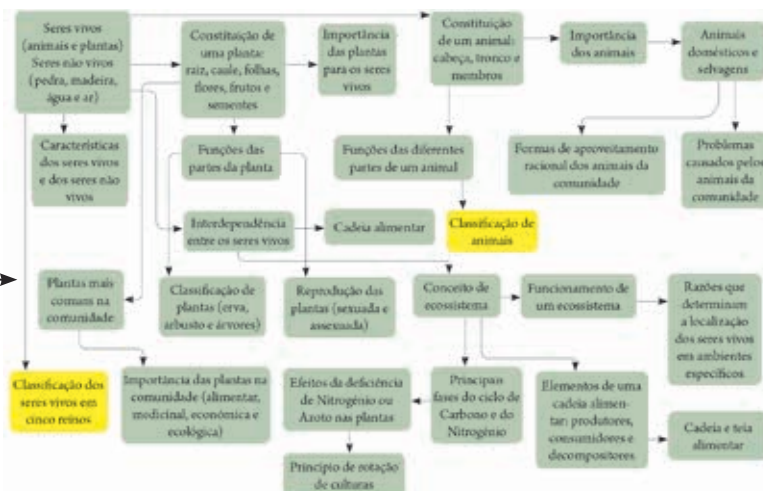 Seres vivos
(animais e plantas)
Seres não vivos
(pedra, madeira,
água e ar)
Constituição de
uma planta:
raiz, caule, folhas,
flores, frutos e
sementes
Importância
das plantas
para os seres
vivos
Constituição
de um animal:
cabeça, tronco e
membros
Importância
dos animais
Animais
domésticos e
selvagens
Características
dos seres vivos
e dos seres não
vivos
Funções das
partes da planta
Funções das diferentes
partes de um animal
Formas de aproveitamento
racional dos animais da
comunidade
Problemas
causados pelos
animais da
comunidade
Interdependência
entre os seres vivos
Cadeia alimentar
Classificação de
animais
Plantas mais
comuns na
comunidade
Classificação de
plantas (erva,
arbusto e árvores)
Reprodução das
plantas (sexuada e
assexuada)
Conceito de
ecossistema
Funcionamento de
um ecossistema
Razões que
determinam
a localização
dos seres vivos
em ambientes
específicos
Classificação dos
seres vivos em
cinco reinos
Importância das plantas na
comunidade (alimentar,
medicinal, económica e
ecológica)
Efeitos da deficiência
de Nitrogénio ou
Azoto nas plantas
Principais
fases do ciclo de
Carbono e do
Nitrogénio
Elementos de uma
cadeia alimen-
tar: produtores,
consumidores e
decompositores
Cadeia e teia
alimentar
Princípio de rotação
de culturas